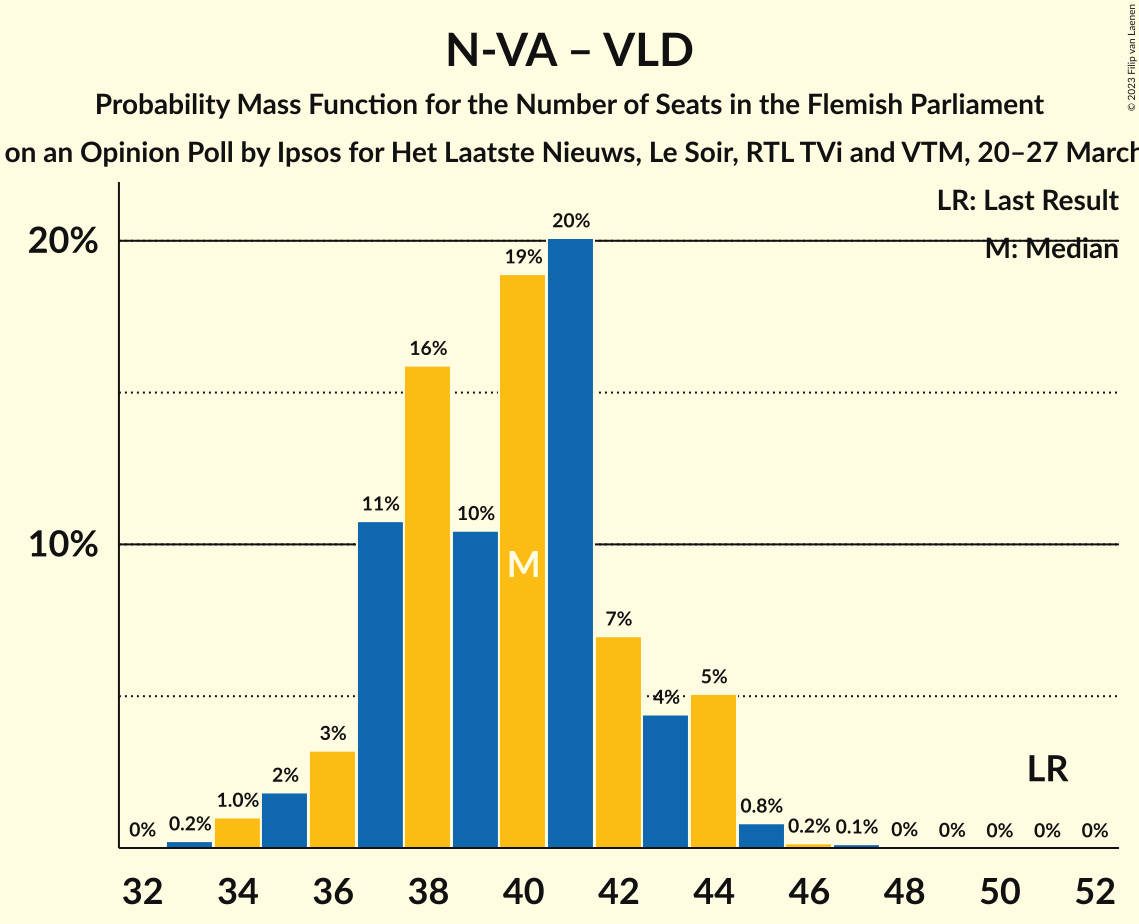 © 2023 Filip van Laenen
N-VA – VLD
Probability Mass Function for the Number of Seats in the Flemish Parliament
on an Opinion Poll by Ipsos for Het Laatste Nieuws, Le Soir, RTL TVi and VTM, 20–27 March
LR: Last Result
M: Median
20%
10%
0% 0.2% 1.0% 2% 3% 11% 16% 10% 19% 20% 7% 4% 5% 0.8% 0.2% 0.1% 0% 0% 0% 0% 0%
M
LR
32 34 36 38 40 42 44 46 48 50 52